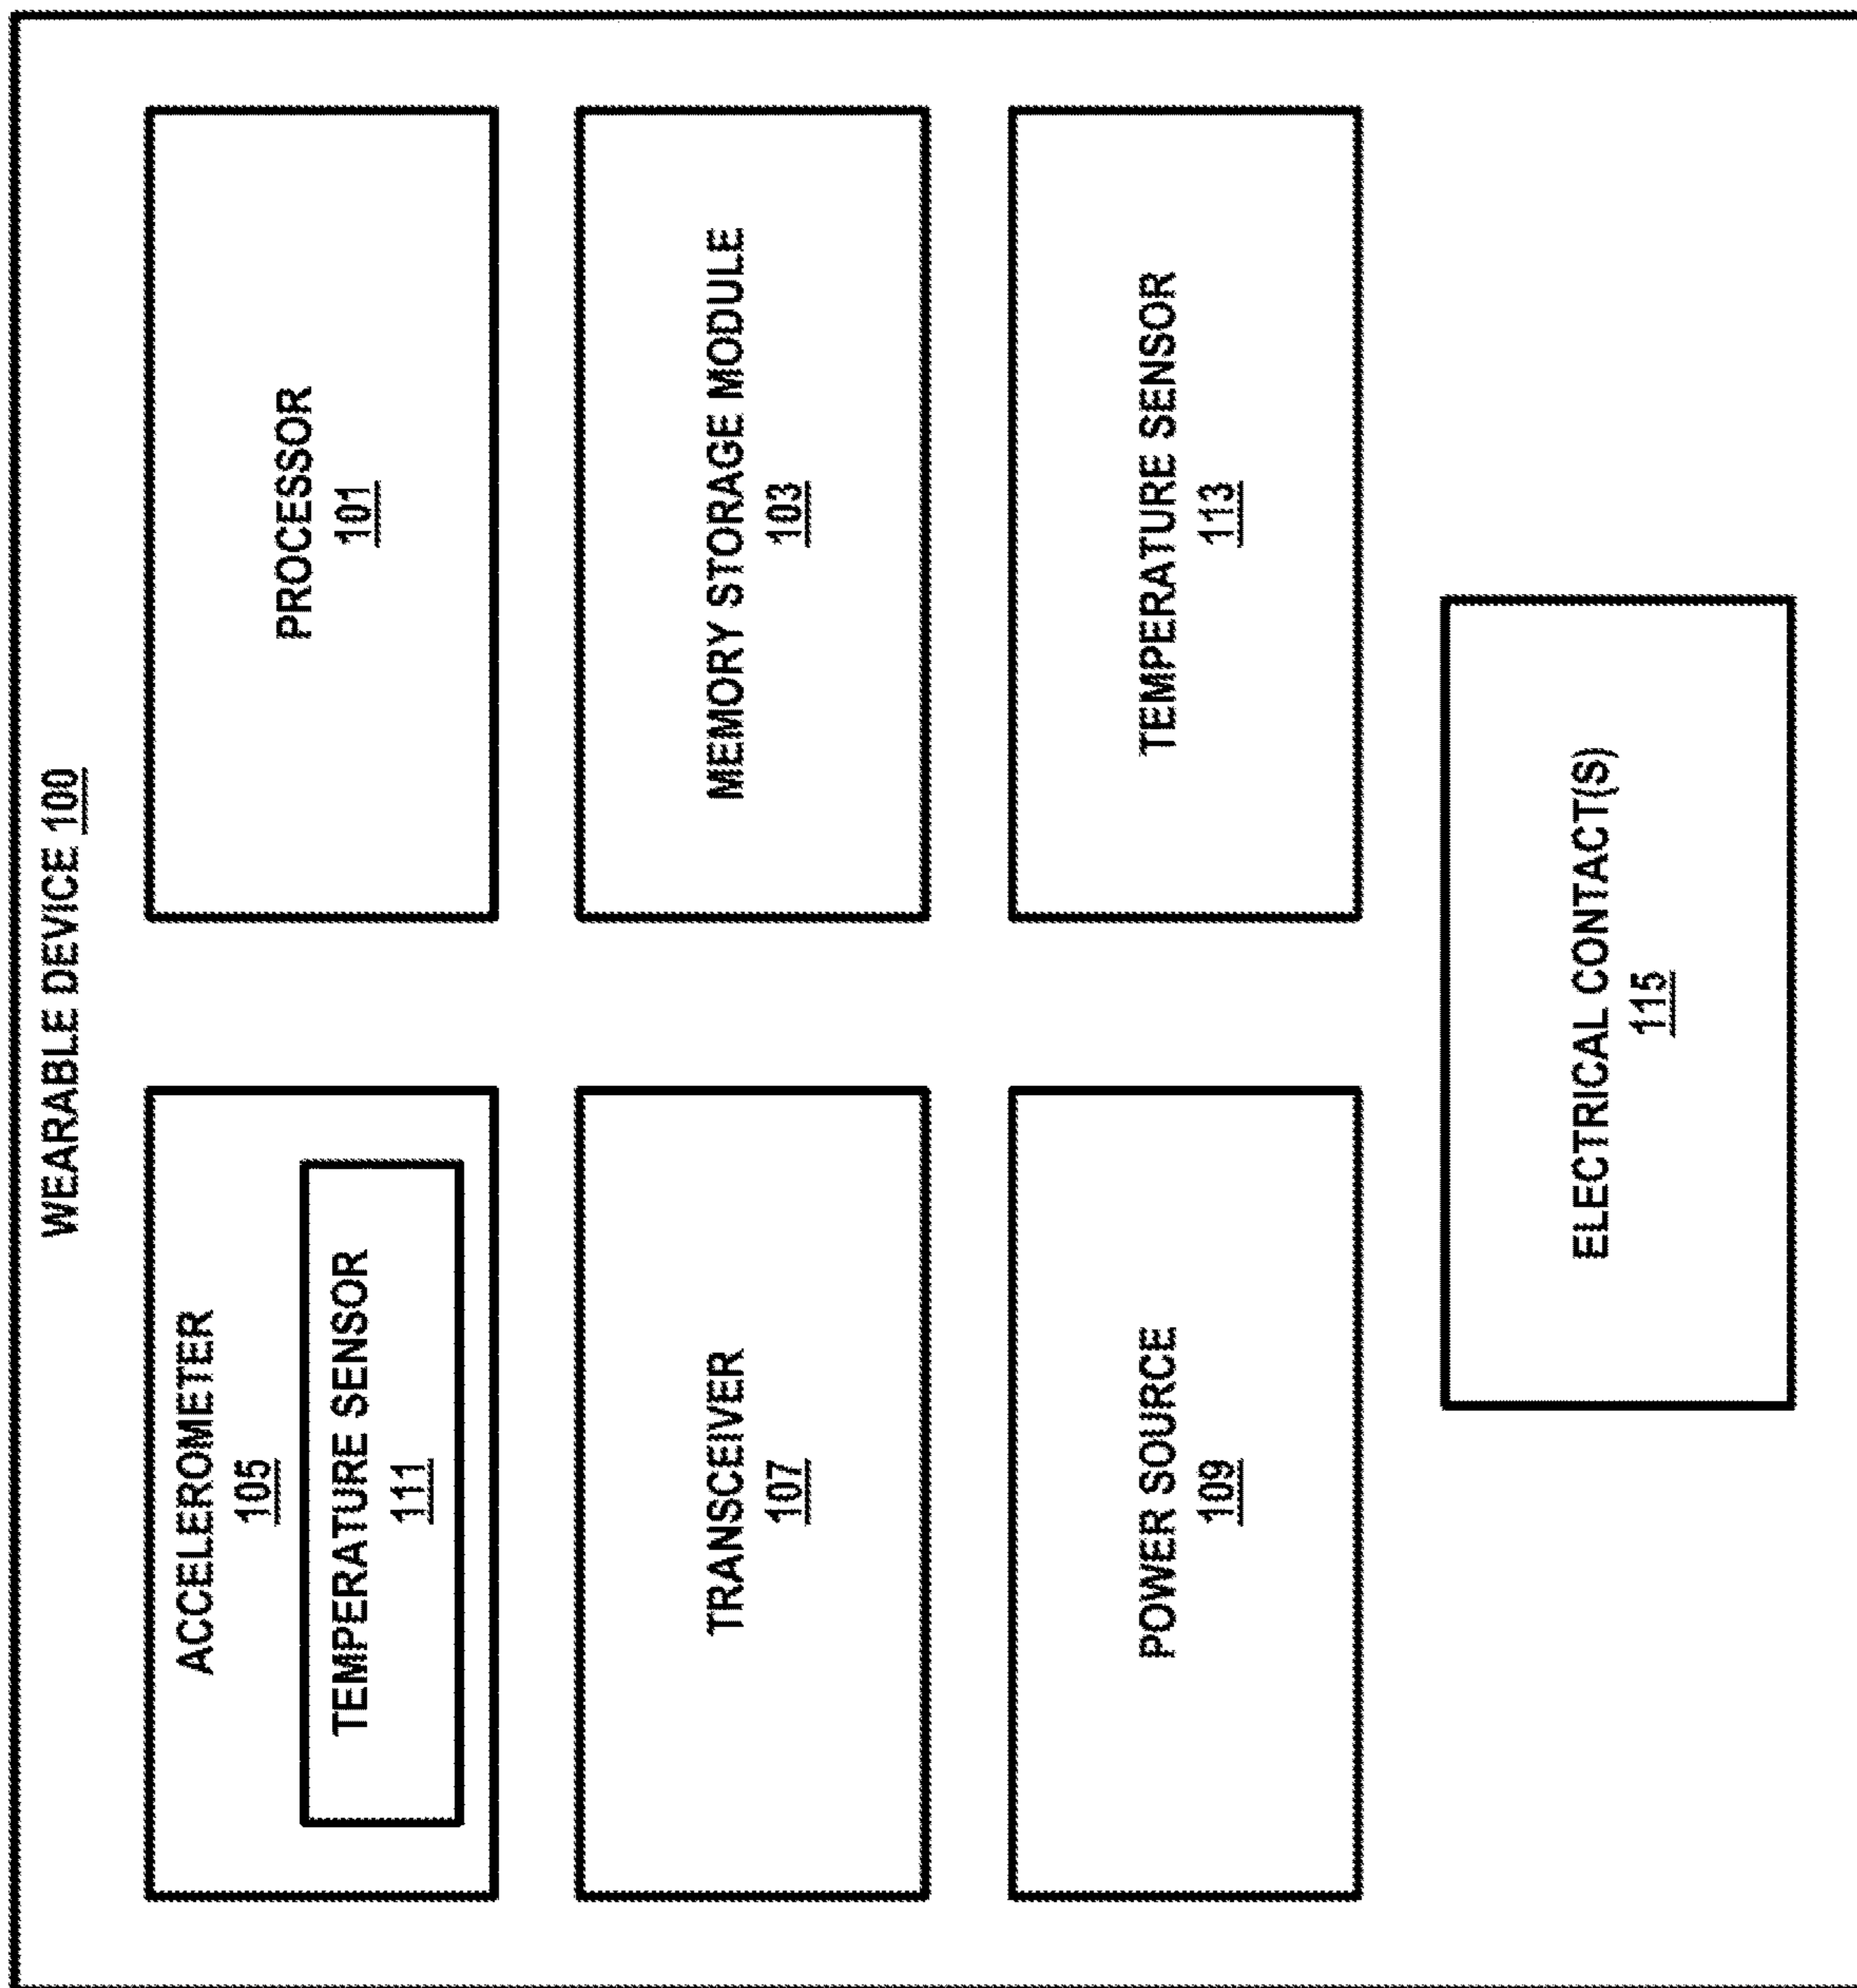 WEARABLE DEVICE 100
ACCELEROMETER
105
TEMPERATURE SENSOR
111
PROCESSOR
101
TRANSCEIVER
107
MEMORY STORAGE MODULE
103
POWER SOURCE
109
TEMPERATURE SENSOR
113
ELECTRICAL CONTACT(S)
115